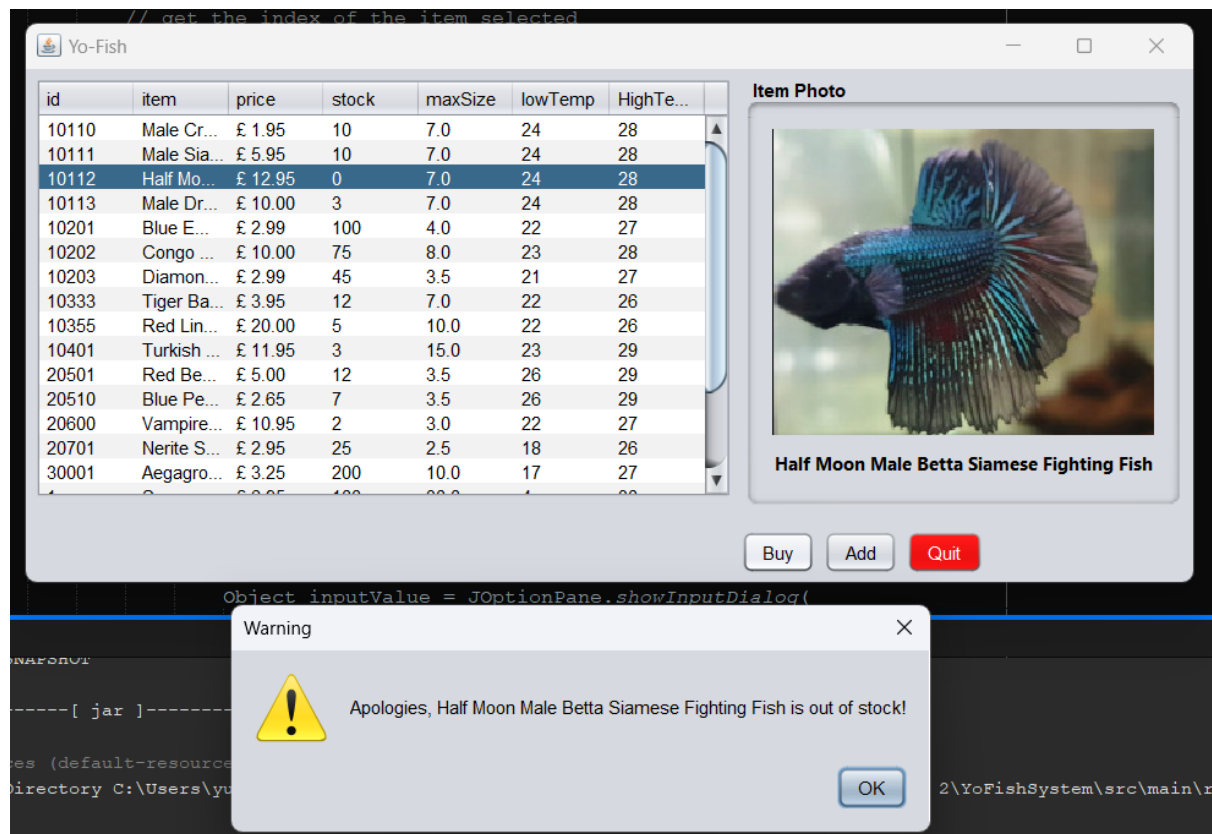 // get the index of the item selected
Yo-Fish
id item price stock maxSize lowTemp HighTe...
10110 Male Cr... £ 1.95 10 7.0 24 28
10111 Male Sia... £ 5.95 10 7.0 24 28
10112 Half Mo... £ 12.95 0 7.0 24 28
10113 Male Dr... £ 10.00 3 7.0 24 28
10201 Blue E... £ 2.99 100 4.0 22 27
10202 Congo ... £ 10.00 75 8.0 23 28
10203 Diamon... £ 2.99 45 3.5 21 27
10333 Tiger Ba... £ 3.95 12 7.0 22 26
10355 Red Lin... £ 20.00 5 10.0 22 26
10401 Turkish ... £ 11.95 3 15.0 23 29
20501 Red Be... £ 5.00 12 3.5 26 29
20510 Blue Pe... £ 2.65 7 3.5 26 29
20600 Vampire... £ 10.95 2 3.0 22 27
20701 Nerite S... £ 2.95 25 2.5 18 26
30001 Aegagro... £ 3.25 200 10.0 17 27
Item Photo
Half Moon Male Betta Siamese Fighting Fish
Buy Add Quit
Object inputValue = JOptionPane.showInputDialog(
Warning
SNAPSHOT
Apologies, Half Moon Male Betta Siamese Fighting Fish is out of stock!
------[ jar ]--------
ces (default-resource
Directory C:\Users\yu
2\YoFishSystem\src\main\r
OK